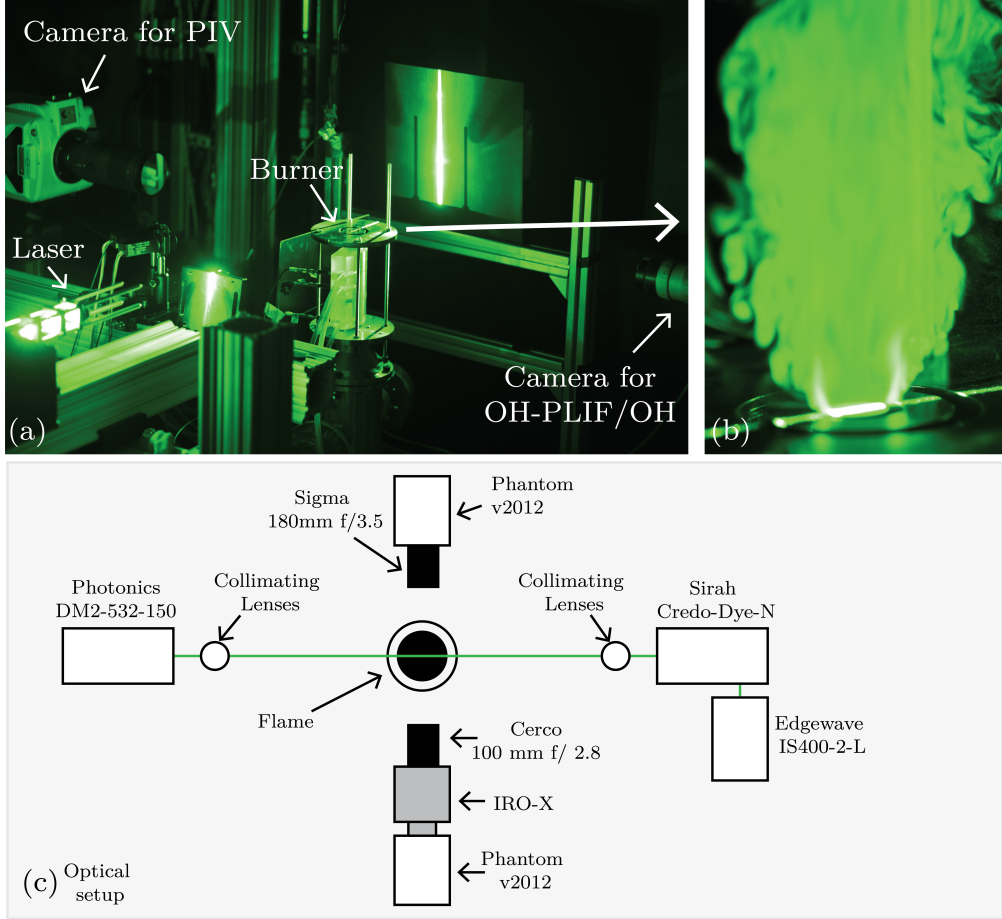 Camera for PIV
Burner
Laser
Camera for
OH-PLIF/OH
(a)
(b)
Sigma
180mm f/3.5
Phantom
v2012
Photonics
DM2-532-150
Collimating
Lenses
Collimating
Lenses
Sirah
Credo-Dye-N
Flame
Edgewave
IS400-2-L
Cerco
100 mm f/ 2.8
IRO-X
Phantom
v2012
(c) Optical
setup